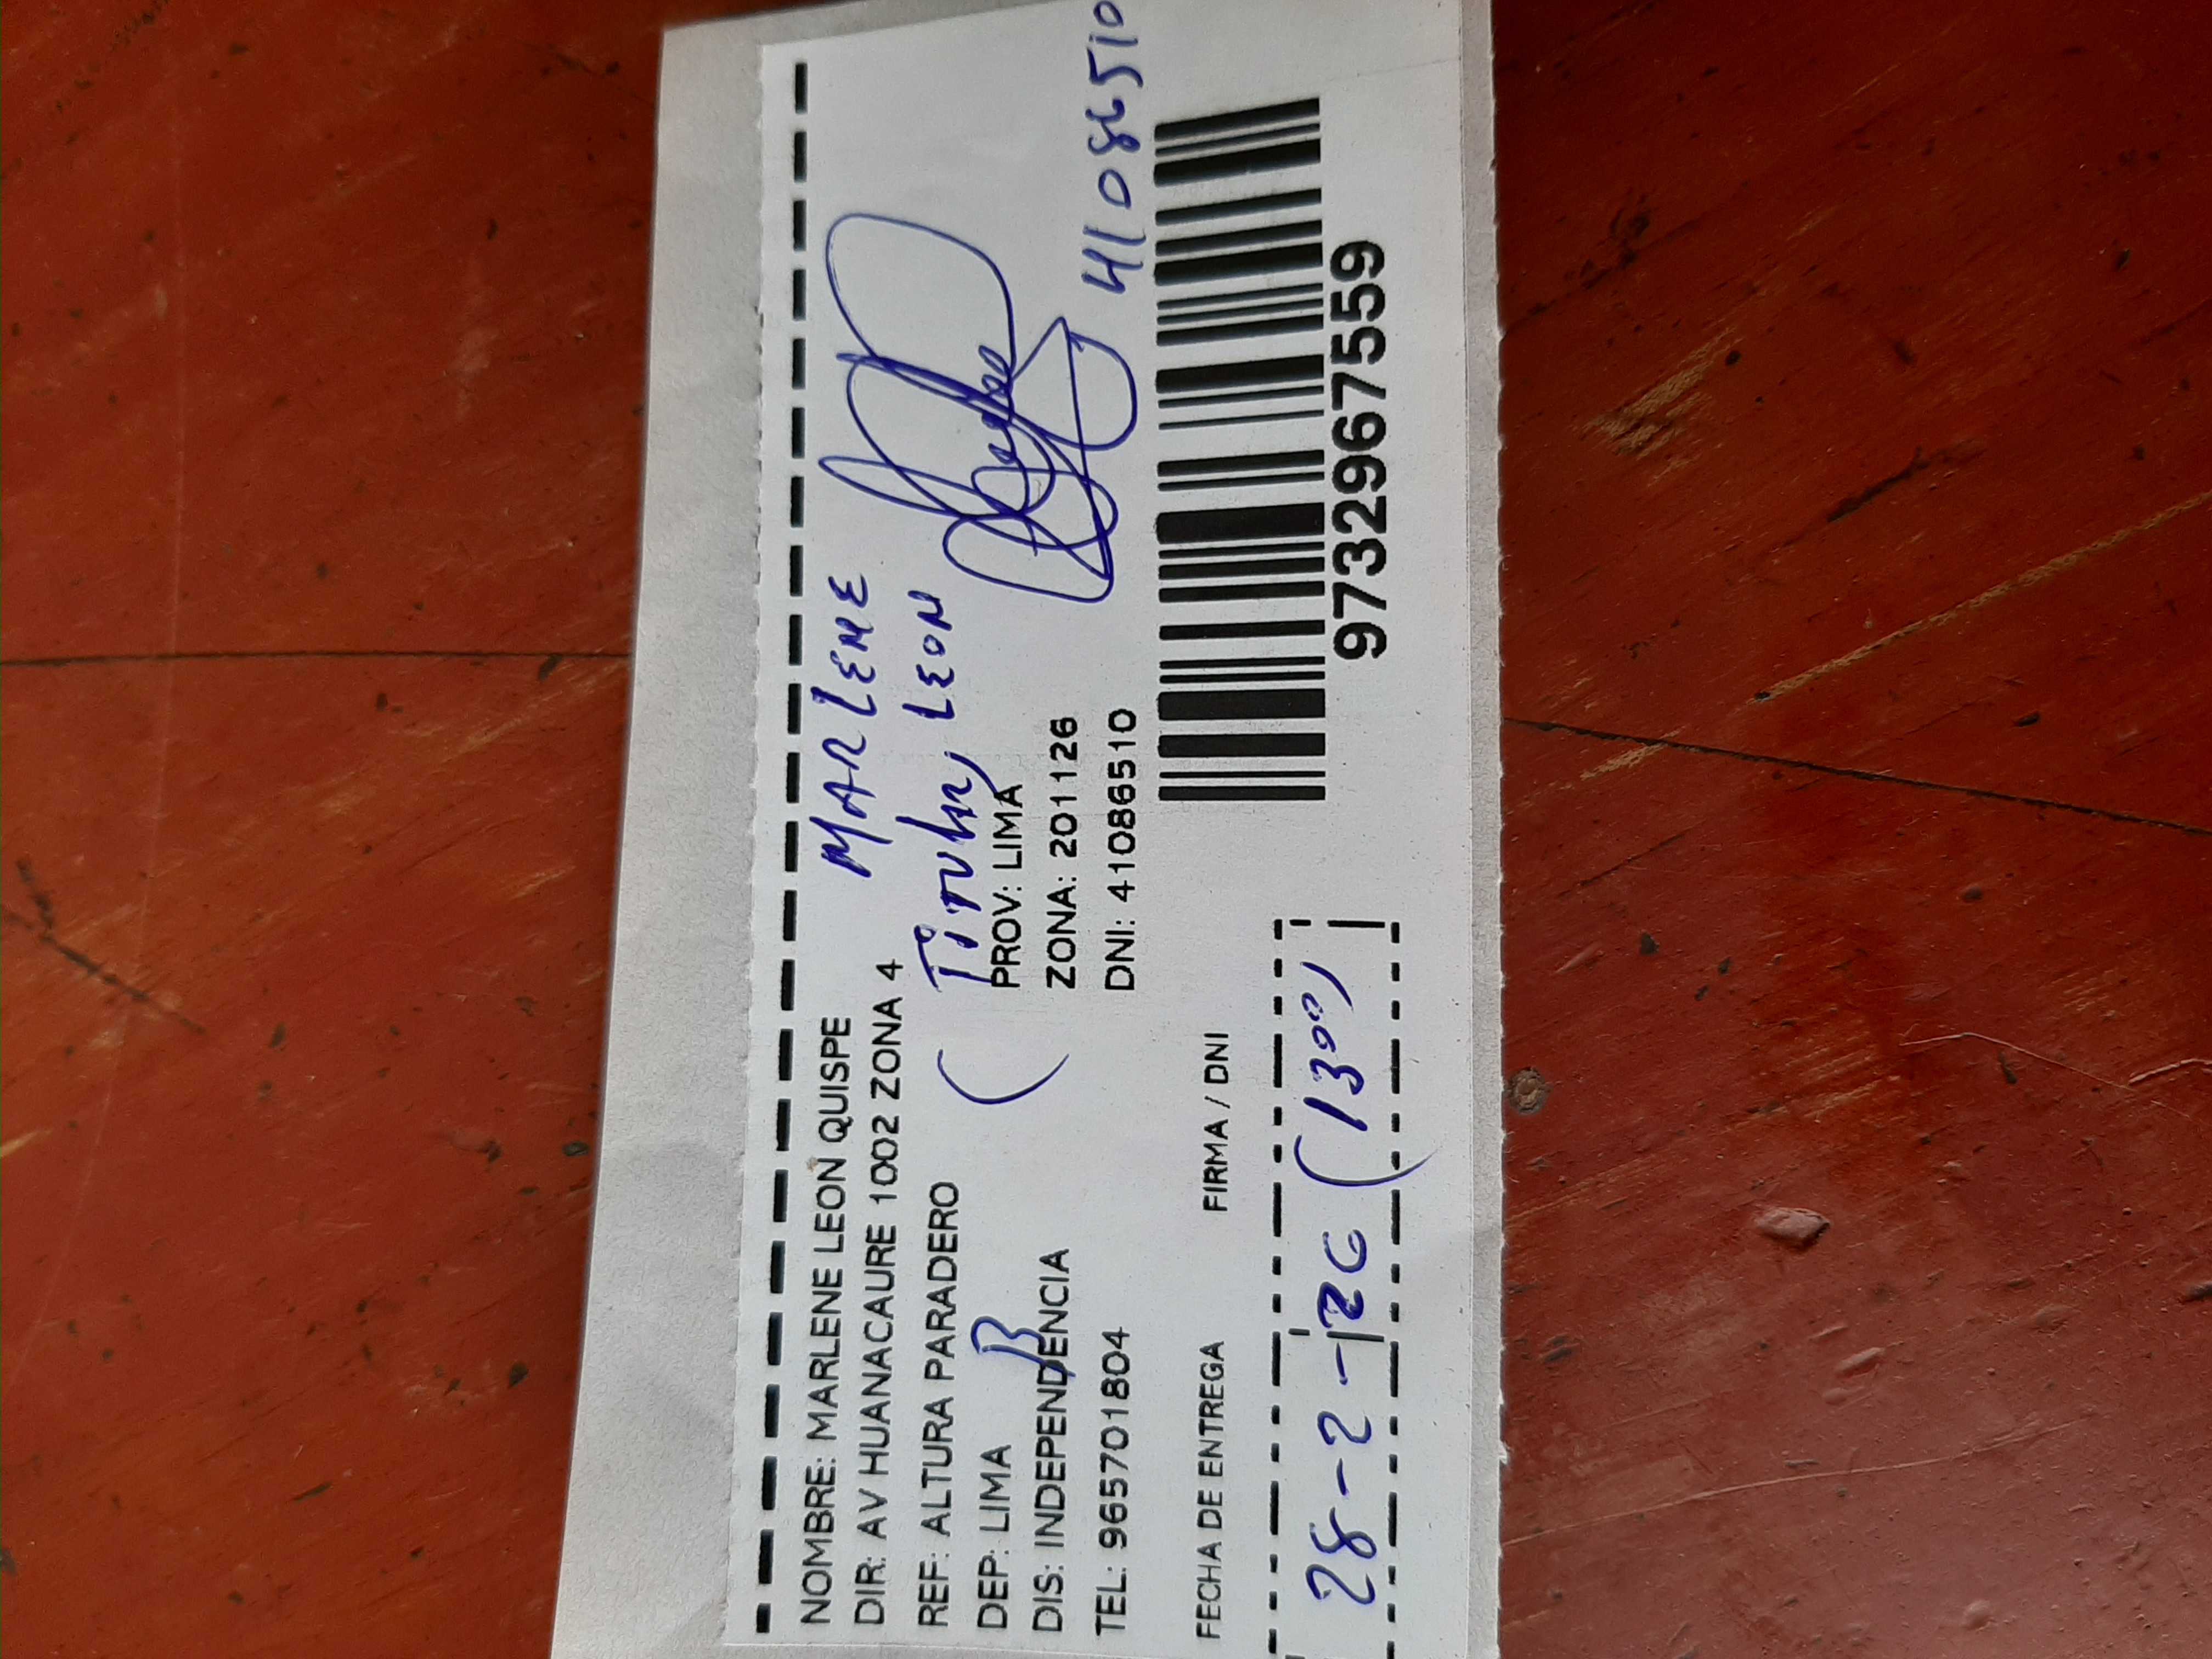 NOMBRE: MARLENE LEON QUISPE
DIR: AV HUANACAURE 1002 ZONA 4
REF: ALTURA PARADERO
DEP: LIMA
PROV: LIMA
DIS: INDEPENDENCIA
ZONA: 201126
TEL: 965701804
DNI: 41086510
MARLENE
LEON
41086510
FECHA DE ENTREGA
FIRMA / DNI
28-2-26 (1300)
9732967559